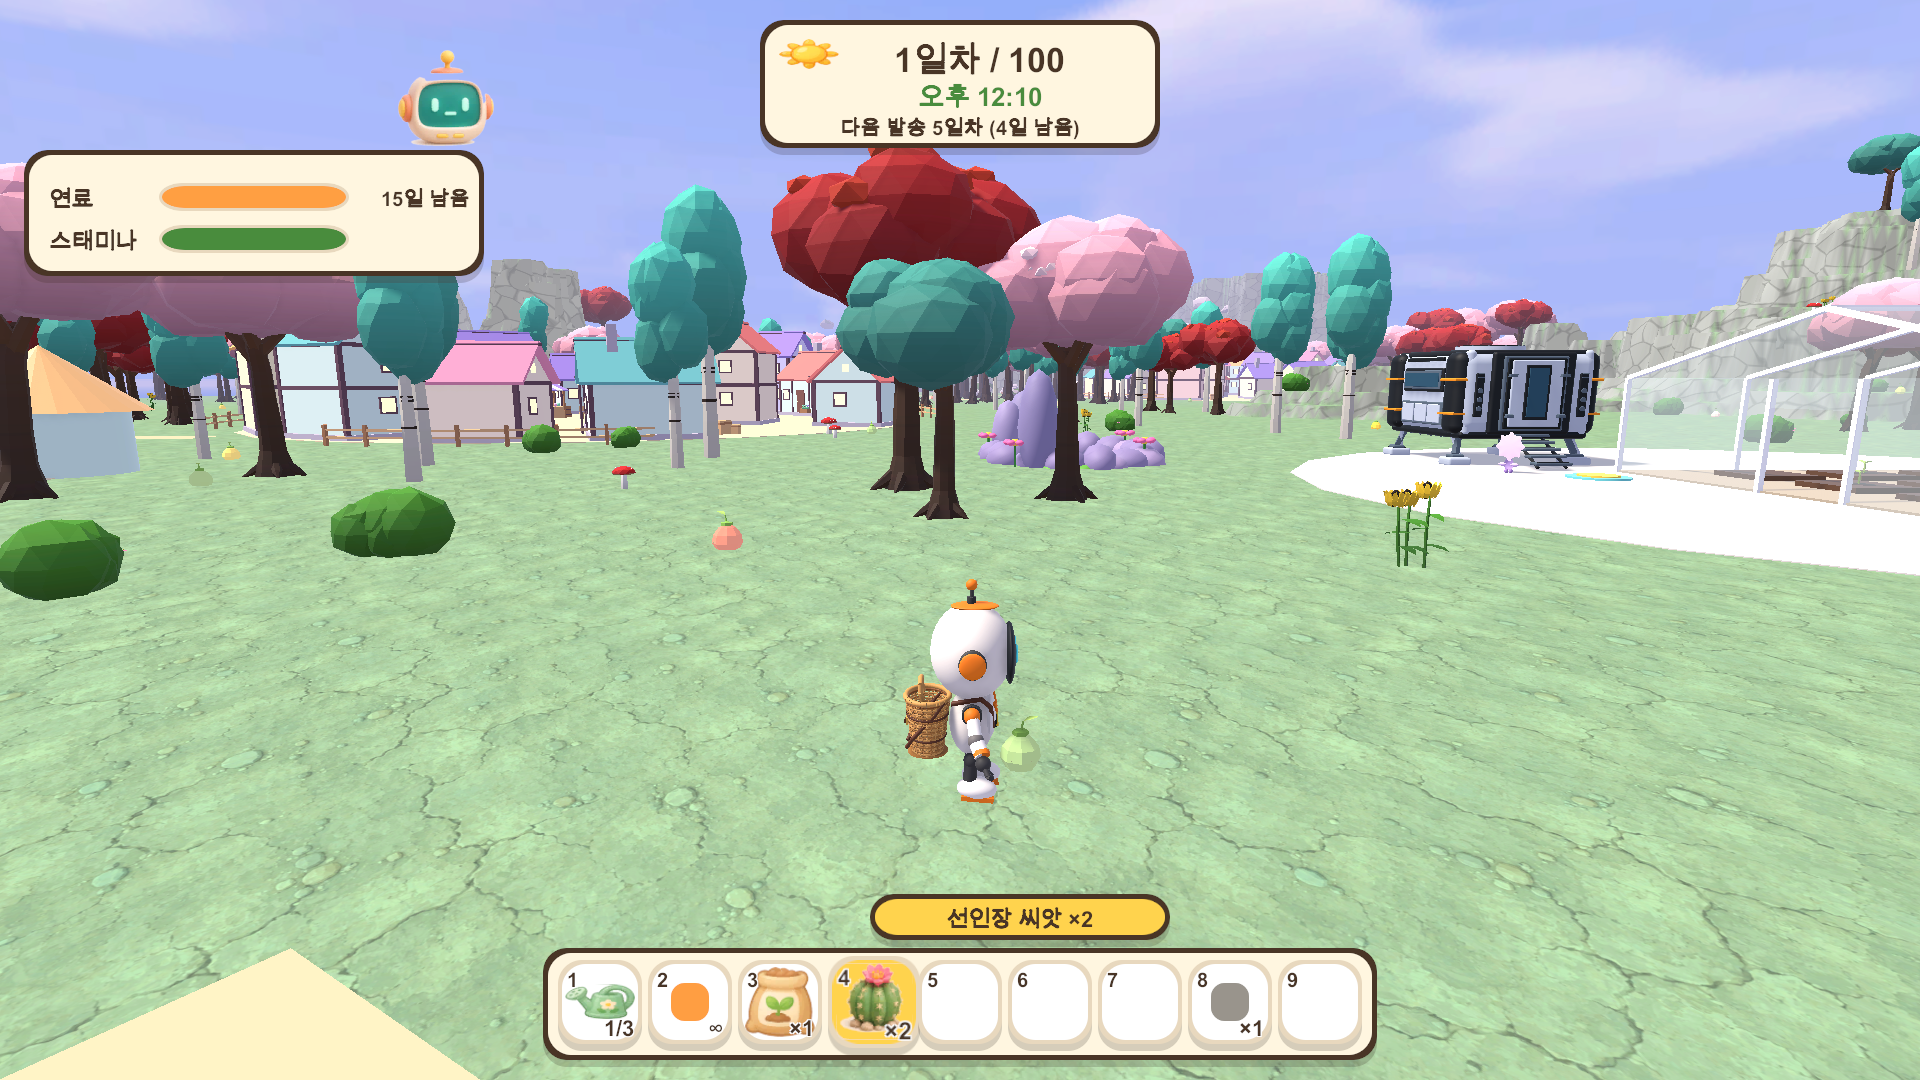 1일차 / 100
오후 12:10
다음 발송 5일차 (4일 남음)
연료 15일 남음
스태미나
선인장 씨앗 ×2
1 2 3 4 5 6 7 8 9
1/3 ∞ ×1 ×2 ×1